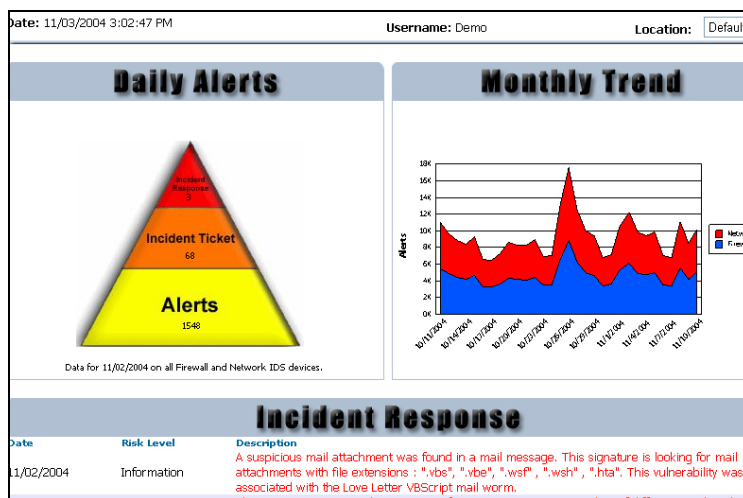 Date: 11/03/2004 3:02:47 PM
Username: Demo
Location: Default
Daily Alerts
Incident
Response
3
Incident Ticket
68
Alerts
1548
Data for 11/02/2004 on all Firewall and Network IDS devices.
Monthly Trend
18K
16K
14K
12K
10K
8K
6K
4K
2K
0K
Alerts
10/11/2004
10/14/2004
10/17/2004
10/20/2004
10/23/2004
10/26/2004
10/29/2004
11/1/2004
11/4/2004
11/7/2004
11/10/2004
Incident Response
Date
Risk Level
Description
11/02/2004
Information
A suspicious mail attachment was found in a mail message. This signature is looking for mail
attachments with file extensions : ".vbs", ".vbe", ".wsf" , ".wsh" , ".hta". This vulnerability was
associated with the Love Letter VBScript mail worm.